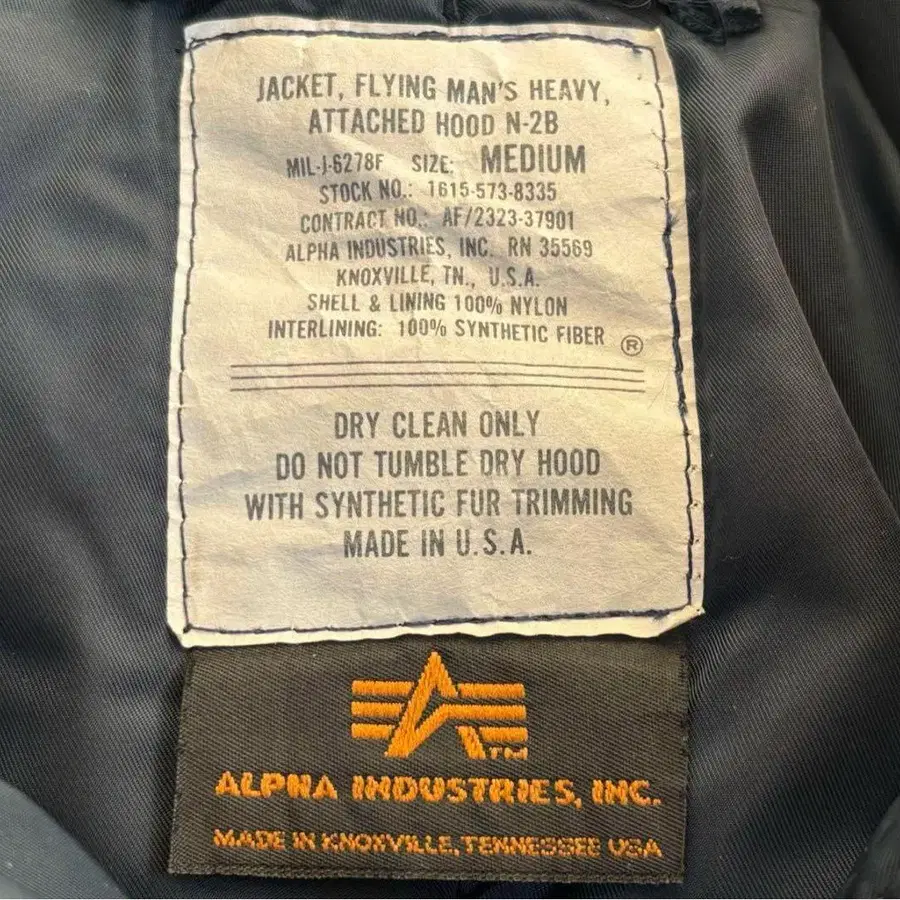 JACKET, FLYING MAN'S HEAVY,
ATTACHED HOOD N-2B
MIL-J-6278F SIZE: MEDIUM
STOCK NO.: 1615-573-8335
CONTRACT NO.: AF/2323-37901
ALPHA INDUSTRIES, INC. RN 35569
KNOXVILLE, TN., U.S.A.
SHELL & LINING 100% NYLON
INTERLINING: 100% SYNTHETIC FIBER ®
DRY CLEAN ONLY
DO NOT TUMBLE DRY HOOD
WITH SYNTHETIC FUR TRIMMING
MADE IN U.S.A.
TM
ALPHA INDUSTRIES, INC.
MADE IN KNOXVILLE, TENNESSEE USA